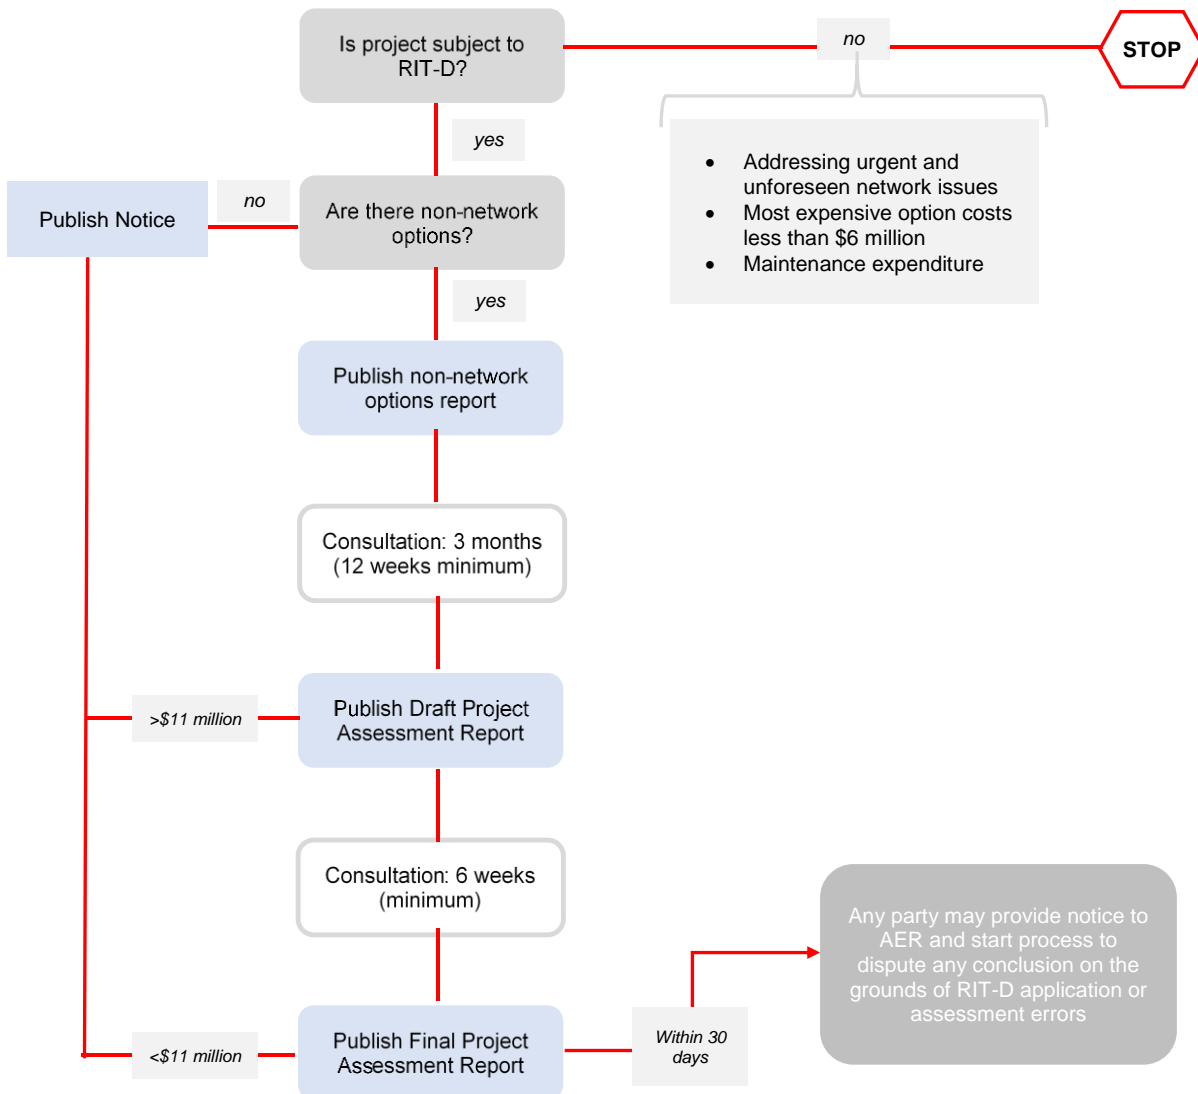 Is project subject to
RIT-D?
no
STOP
yes
• Addressing urgent and
unforeseen network issues
• Most expensive option costs
less than $6 million
• Maintenance expenditure
Publish Notice
no
Are there non-network
options?
yes
Publish non-network
options report
Consultation: 3 months
(12 weeks minimum)
>$11 million
Publish Draft Project
Assessment Report
Consultation: 6 weeks
(minimum)
Any party may provide notice to
AER and start process to
dispute any conclusion on the
grounds of RIT-D application or
assessment errors
<$11 million
Publish Final Project
Assessment Report
Within 30
days